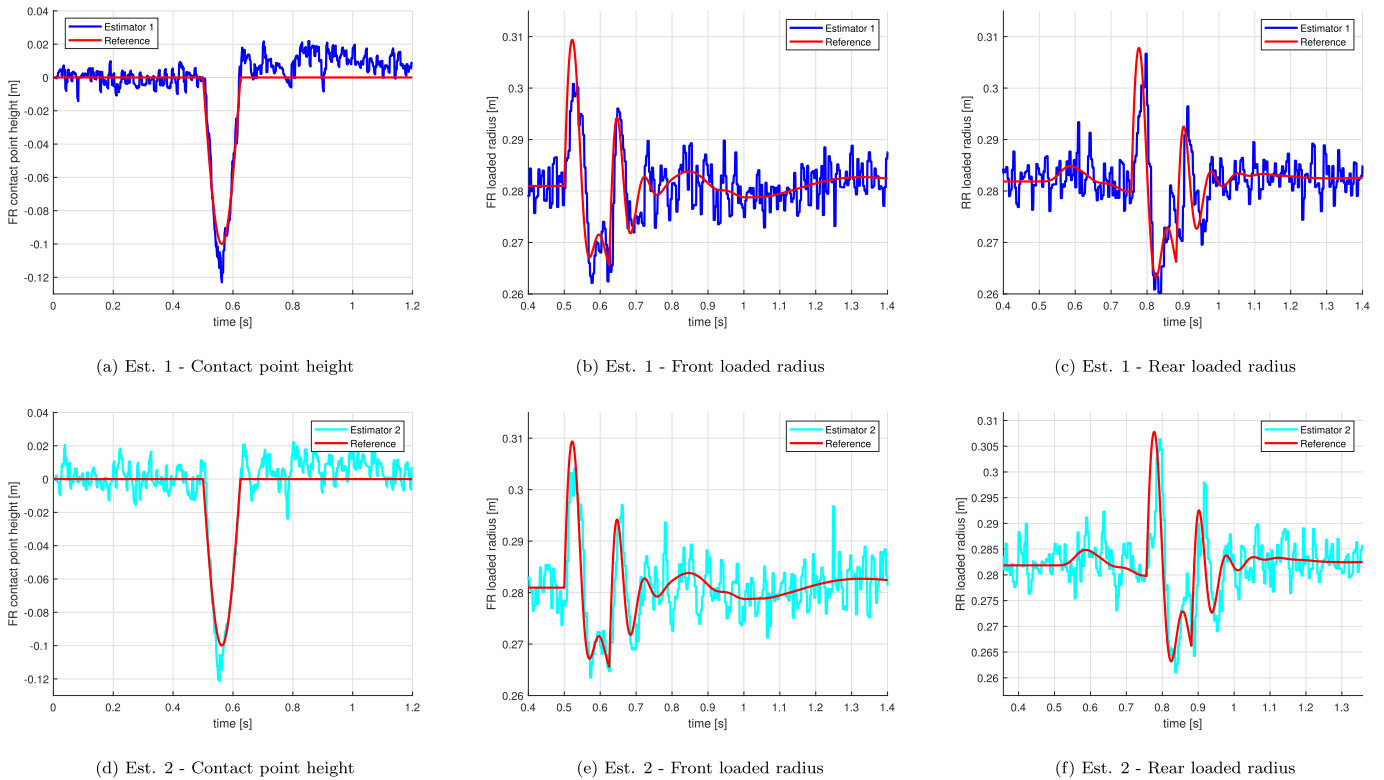 0.04
0.02
0
-0.02
-0.04
-0.06
-0.08
-0.1
-0.12
FR contact point height [m]
Estimator 1
Reference
0 0.2 0.4 0.6 0.8 1 1.2
time [s]
(a) Est. 1 - Contact point height
0.31
0.3
0.29
0.28
0.27
0.26
FR loaded radius [m]
Estimator 1
Reference
0.4 0.5 0.6 0.7 0.8 0.9 1 1.1 1.2 1.3 1.4
time [s]
(b) Est. 1 - Front loaded radius
0.31
0.3
0.29
0.28
0.27
0.26
RR loaded radius [m]
Estimator 1
Reference
0.4 0.5 0.6 0.7 0.8 0.9 1 1.1 1.2 1.3 1.4
time [s]
(c) Est. 1 - Rear loaded radius
0.04
0.02
0
-0.02
-0.04
-0.06
-0.08
-0.1
-0.12
FR contact point height [m]
Estimator 2
Reference
0 0.2 0.4 0.6 0.8 1 1.2
time [s]
(d) Est. 2 - Contact point height
0.31
0.3
0.29
0.28
0.27
0.26
FR loaded radius [m]
Estimator 2
Reference
0.4 0.5 0.6 0.7 0.8 0.9 1 1.1 1.2 1.3 1.4
time [s]
(e) Est. 2 - Front loaded radius
0.31
0.305
0.3
0.295
0.29
0.285
0.28
0.275
0.27
0.265
0.26
RR loaded radius [m]
Estimator 2
Reference
0.4 0.5 0.6 0.7 0.8 0.9 1 1.1 1.2 1.3
time [s]
(f) Est. 2 - Rear loaded radius